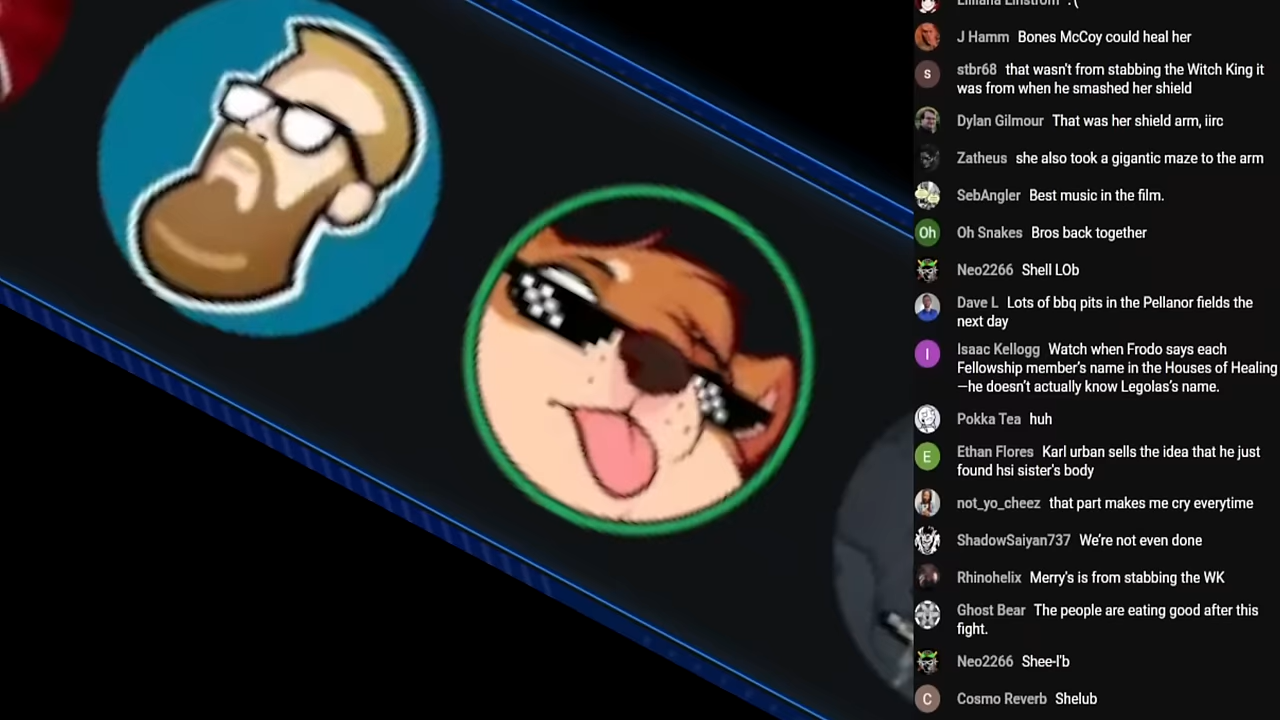 Lilliana Linstrom :(
J Hamm Bones McCoy could heal her
S
stbr68 that wasn't from stabbing the Witch King it
was from when he smashed her shield
Dylan Gilmour That was her shield arm, iirc
Zatheus she also took a gigantic maze to the arm
SebAngler Best music in the film.
Oh
Oh Snakes Bros back together
Neo2266 Shell LOb
Dave L Lots of bbq pits in the Pellanor fields the
next day
I
Isaac Kellogg Watch when Frodo says each
Fellowship member's name in the Houses of Healing
—he doesn't actually know Legolas's name.
Pokka Tea huh
E
Ethan Flores Karl urban sells the idea that he just
found hsi sister's body
not_yo_cheez that part makes me cry everytime
ShadowSaiyan737 We're not even done
Rhinohelix Merry's is from stabbing the WK
Ghost Bear The people are eating good after this
fight.
Neo2266 Shee-l'b
C
Cosmo Reverb Shelub